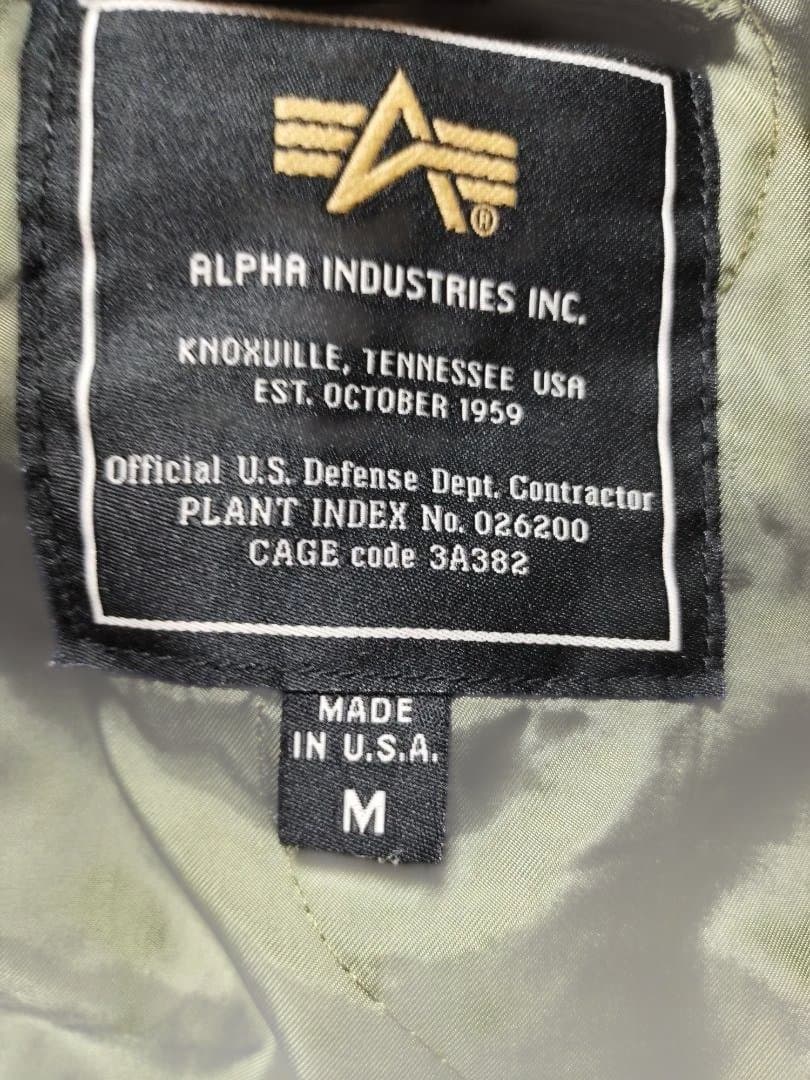 ®
ALPHA INDUSTRIES INC.
KNOXVILLE, TENNESSEE USA
EST. OCTOBER 1959
Official U.S. Defense Dept. Contractor
PLANT INDEX No. 026200
CAGE code 3A382
MADE
IN U.S.A.
M